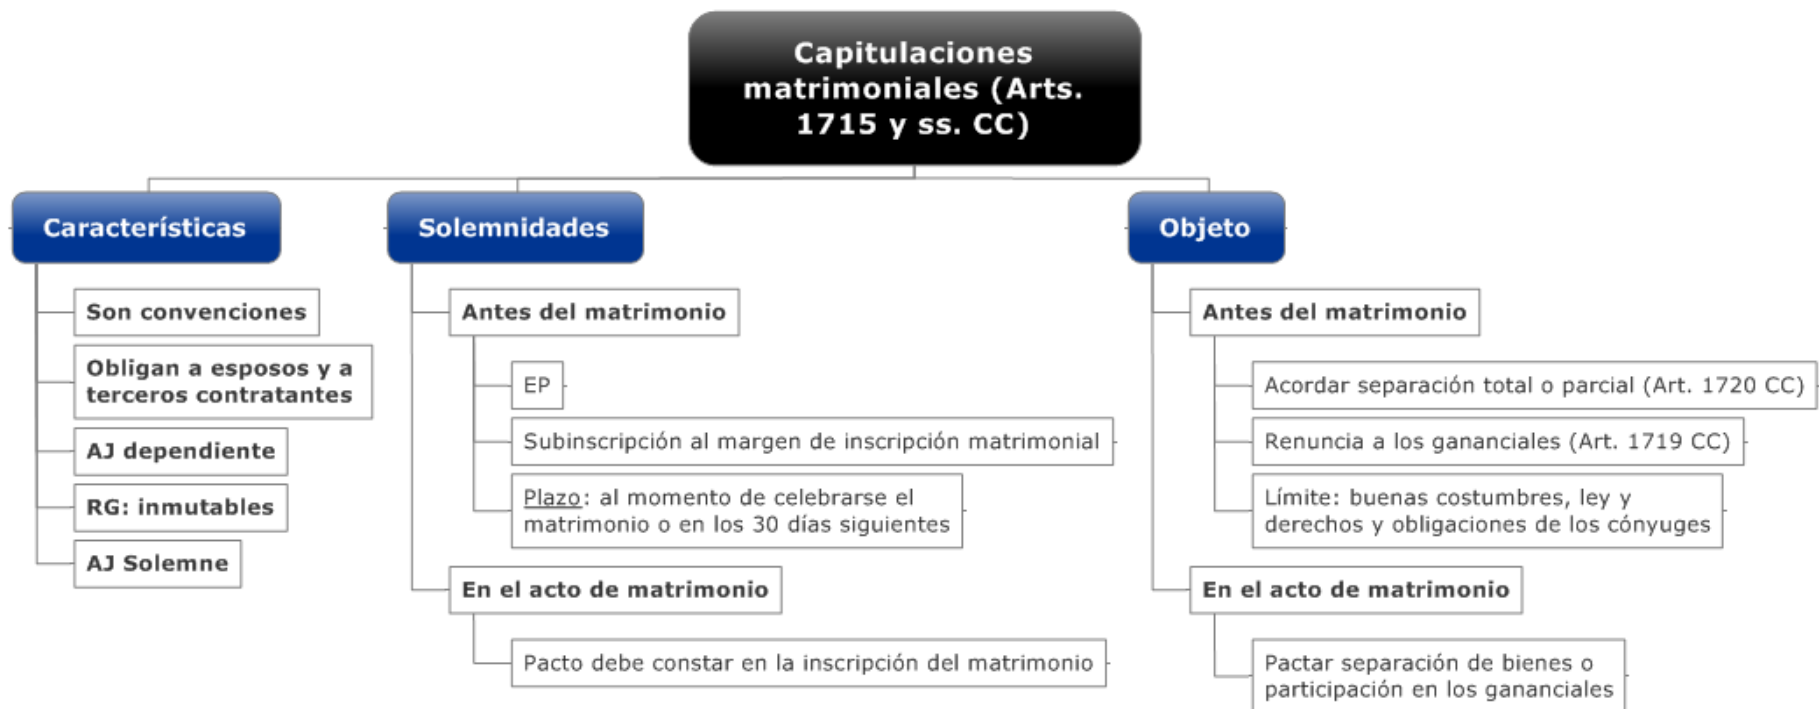 Capitulaciones
matrimoniales (Arts.
1715 y ss. CC)
Características
Son convenciones
Obligan a esposos y a
terceros contratantes
AJ dependiente
RG: inmutables
AJ Solemne
Solemnidades
Antes del matrimonio
EP
Subinscripción al margen de inscripción matrimonial
Plazo: al momento de celebrarse el
matrimonio o en los 30 días siguientes
En el acto de matrimonio
Pacto debe constar en la inscripción del matrimonio
Objeto
Antes del matrimonio
Acordar separación total o parcial (Art. 1720 CC)
Renuncia a los gananciales (Art. 1719 CC)
Límite: buenas costumbres, ley y
derechos y obligaciones de los cónyuges
En el acto de matrimonio
Pactar separación de bienes o
participación en los gananciales